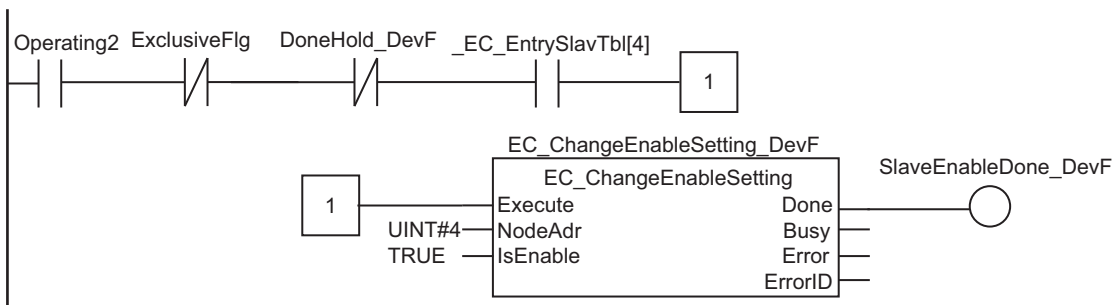 Operating2 ExclusiveFlg DoneHold_DevF _EC_EntrySlavTbl[4]
1
EC_ChangeEnableSetting_DevF
EC_ChangeEnableSetting
SlaveEnableDone_DevF
1
Execute Done
UINT#4 NodeAdr Busy
TRUE IsEnable Error
ErrorID